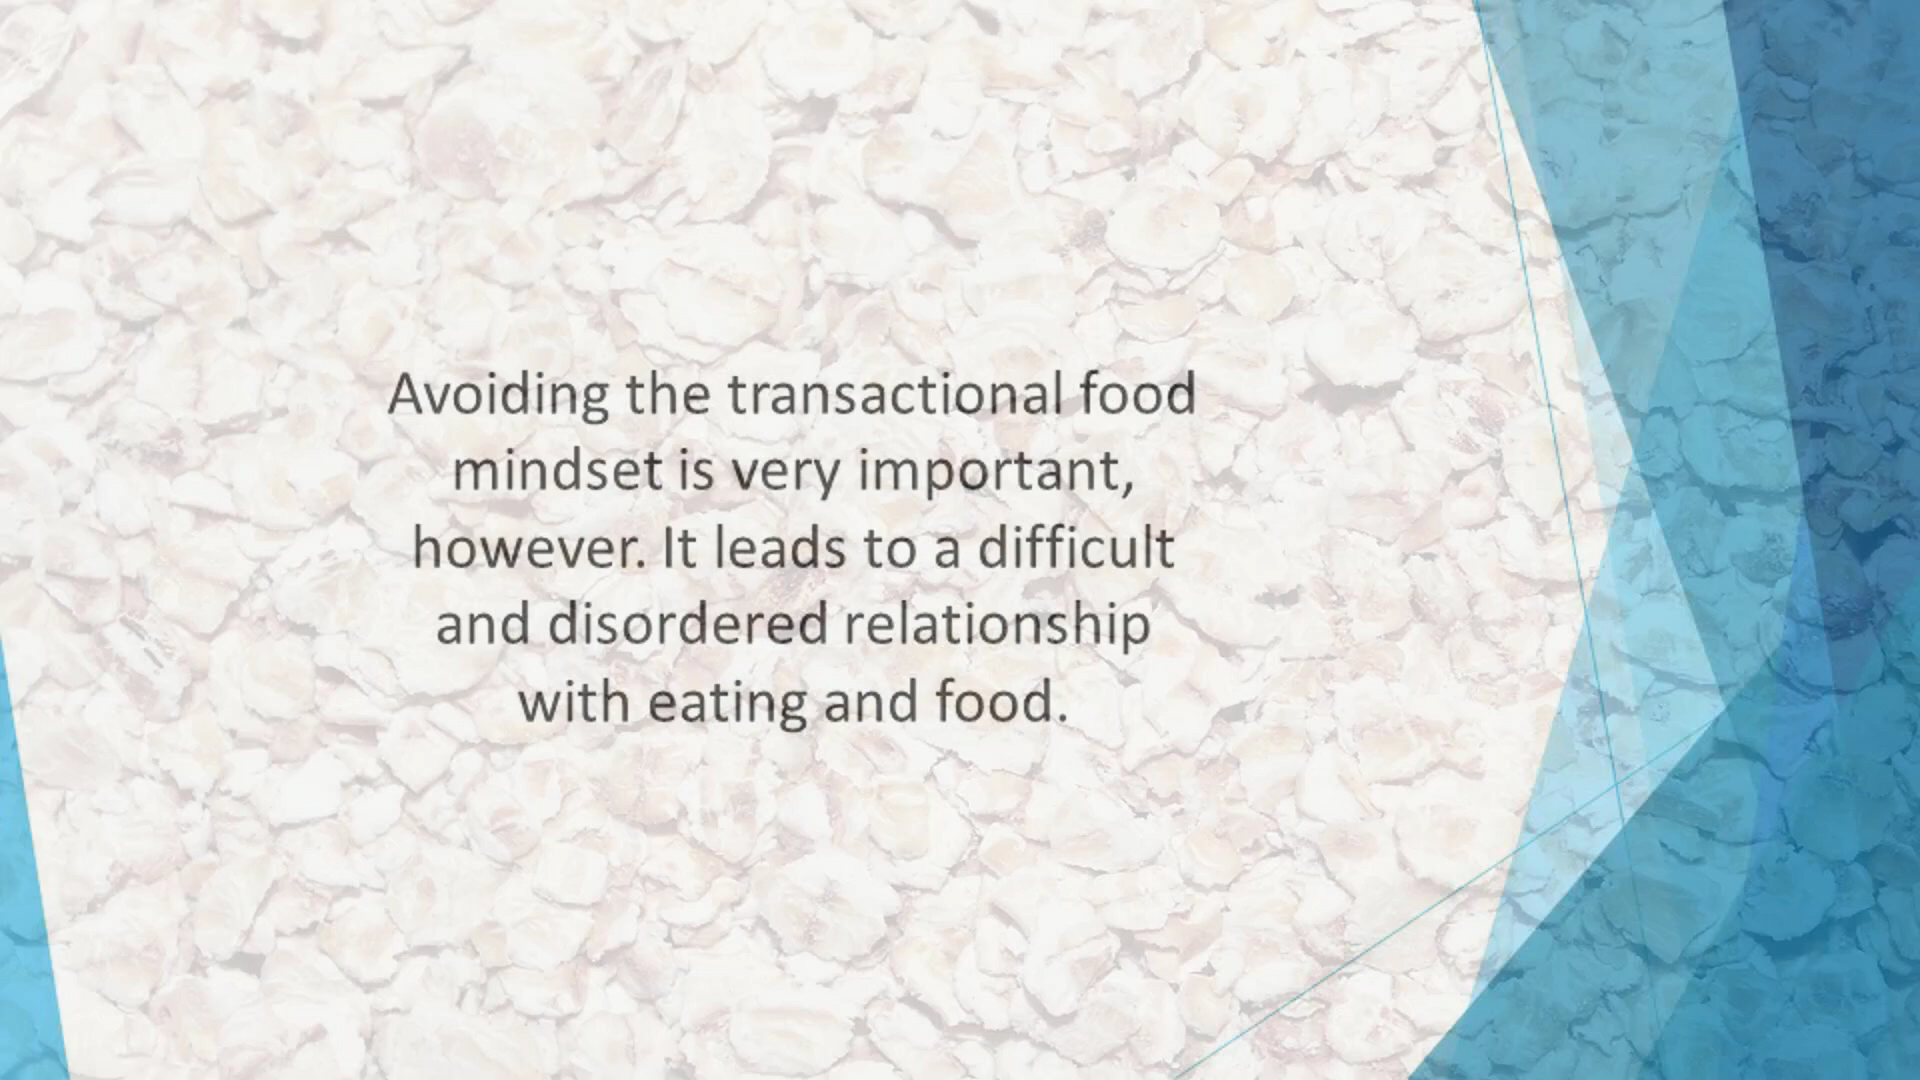 Avoiding the transactional food
mindset is very important,
however. It leads to a difficult
and disordered relationship
with eating and food.